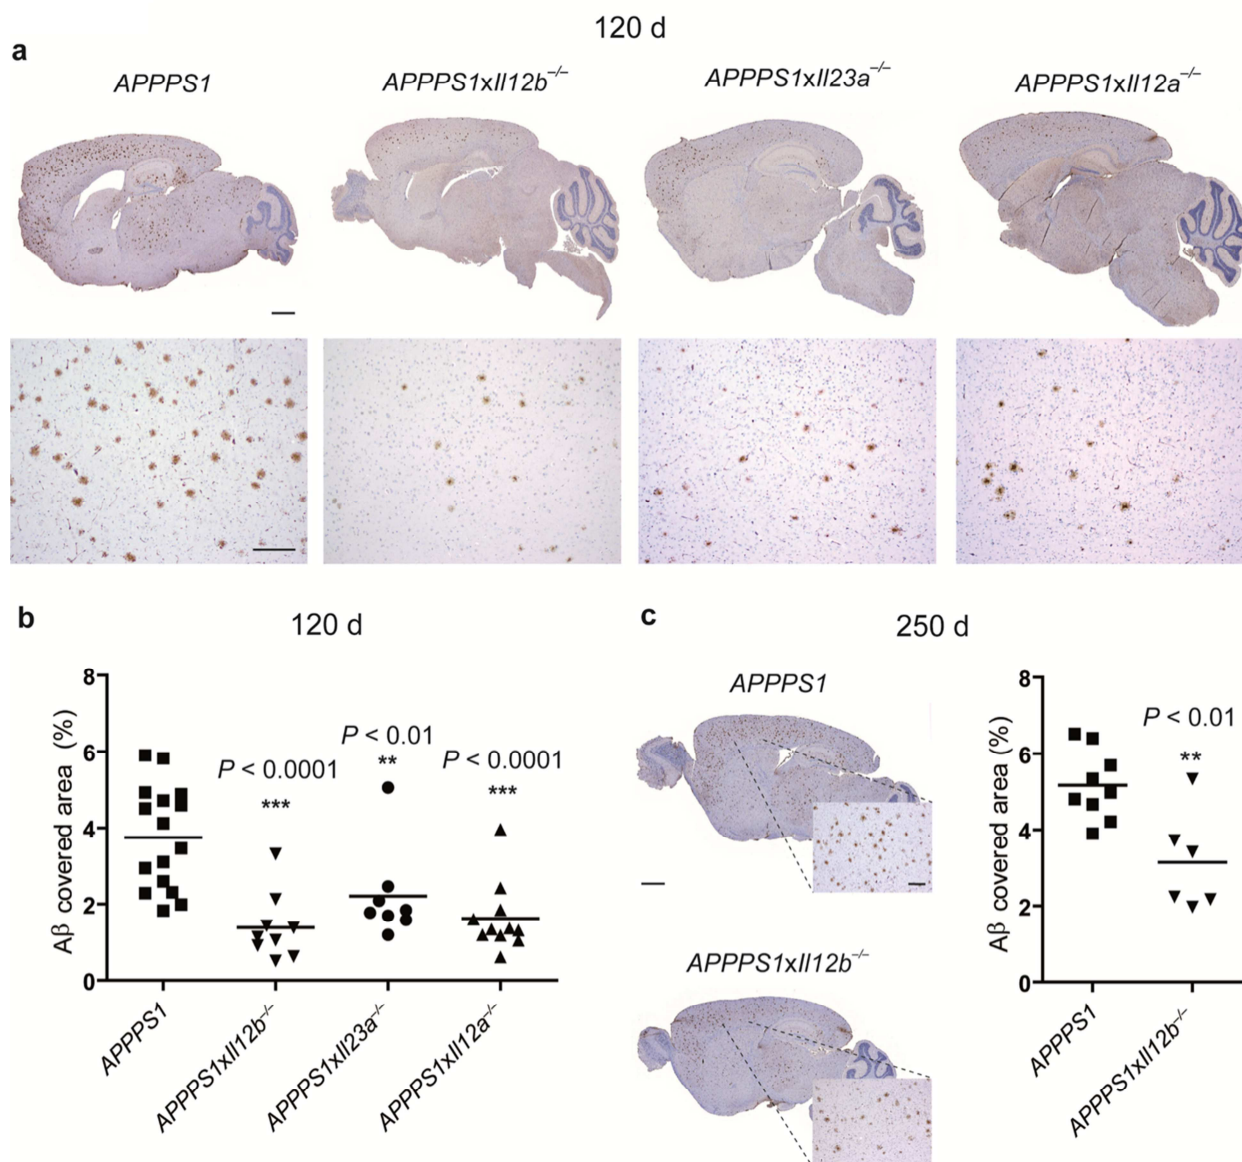 120 d
a
APPPS1
APPPS1xIl12b−/−
APPPS1xIl23a−/−
APPPS1xIl12a−/−
b
120 d
Aβ covered area (%)
8
6
4
2
0
P < 0.0001
***
P < 0.01
**
P < 0.0001
***
APPPS1
APPPS1xIl12b−/−
APPPS1xIl23a−/−
APPPS1xIl12a−/−
c
250 d
APPPS1
APPPS1xIl12b−/−
Aβ covered area (%)
8
6
4
2
0
P < 0.01
**
APPPS1
APPPS1xIl12b−/−